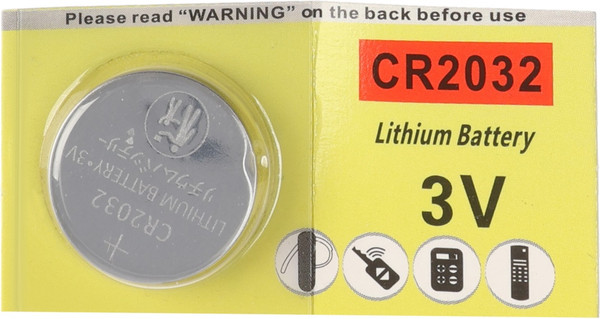 Please read “WARNING” on the back before use
CR2032
Lithium Battery
3V
+
CR2032
LITHIUM BATTERY•3V
リチウムバッテリー